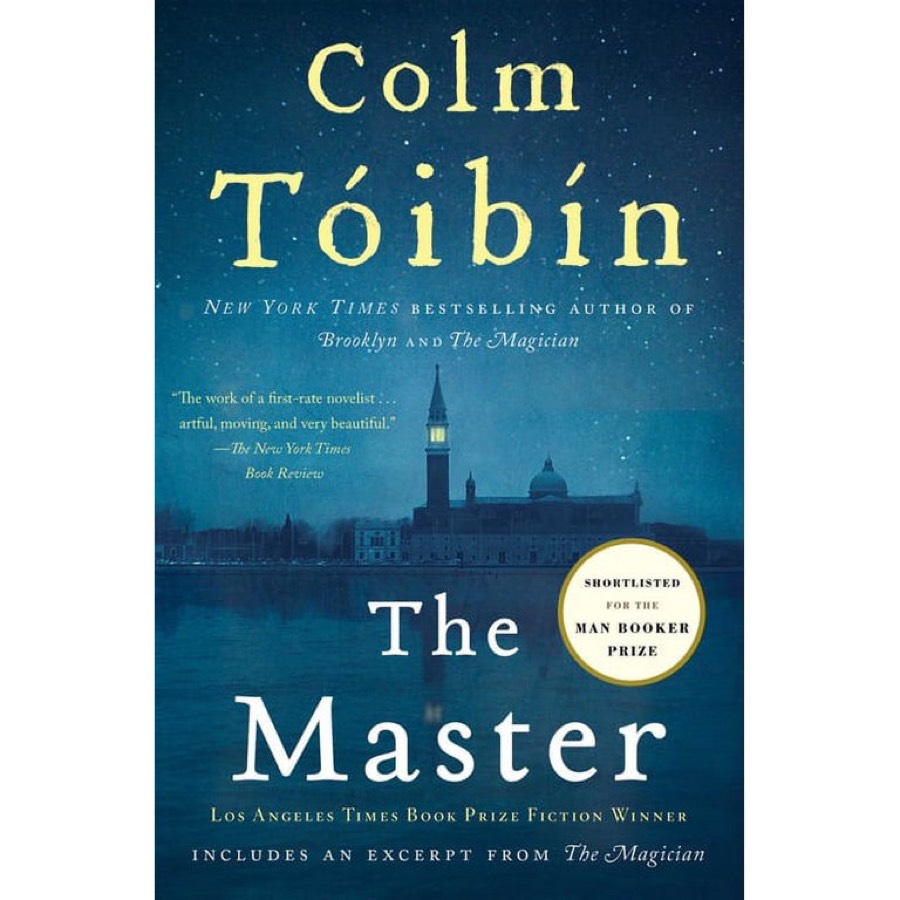 Colm
Tóibín
NEW YORK TIMES BESTSELLING AUTHOR OF
Brooklyn AND The Magician
“The work of a first-rate novelist . . .
artful, moving, and very beautiful.”
—The New York Times
Book Review
SHORTLISTED
FOR THE
MAN BOOKER
PRIZE
The
Master
LOS ANGELES TIMES BOOK PRIZE FICTION WINNER
INCLUDES AN EXCERPT FROM The Magician